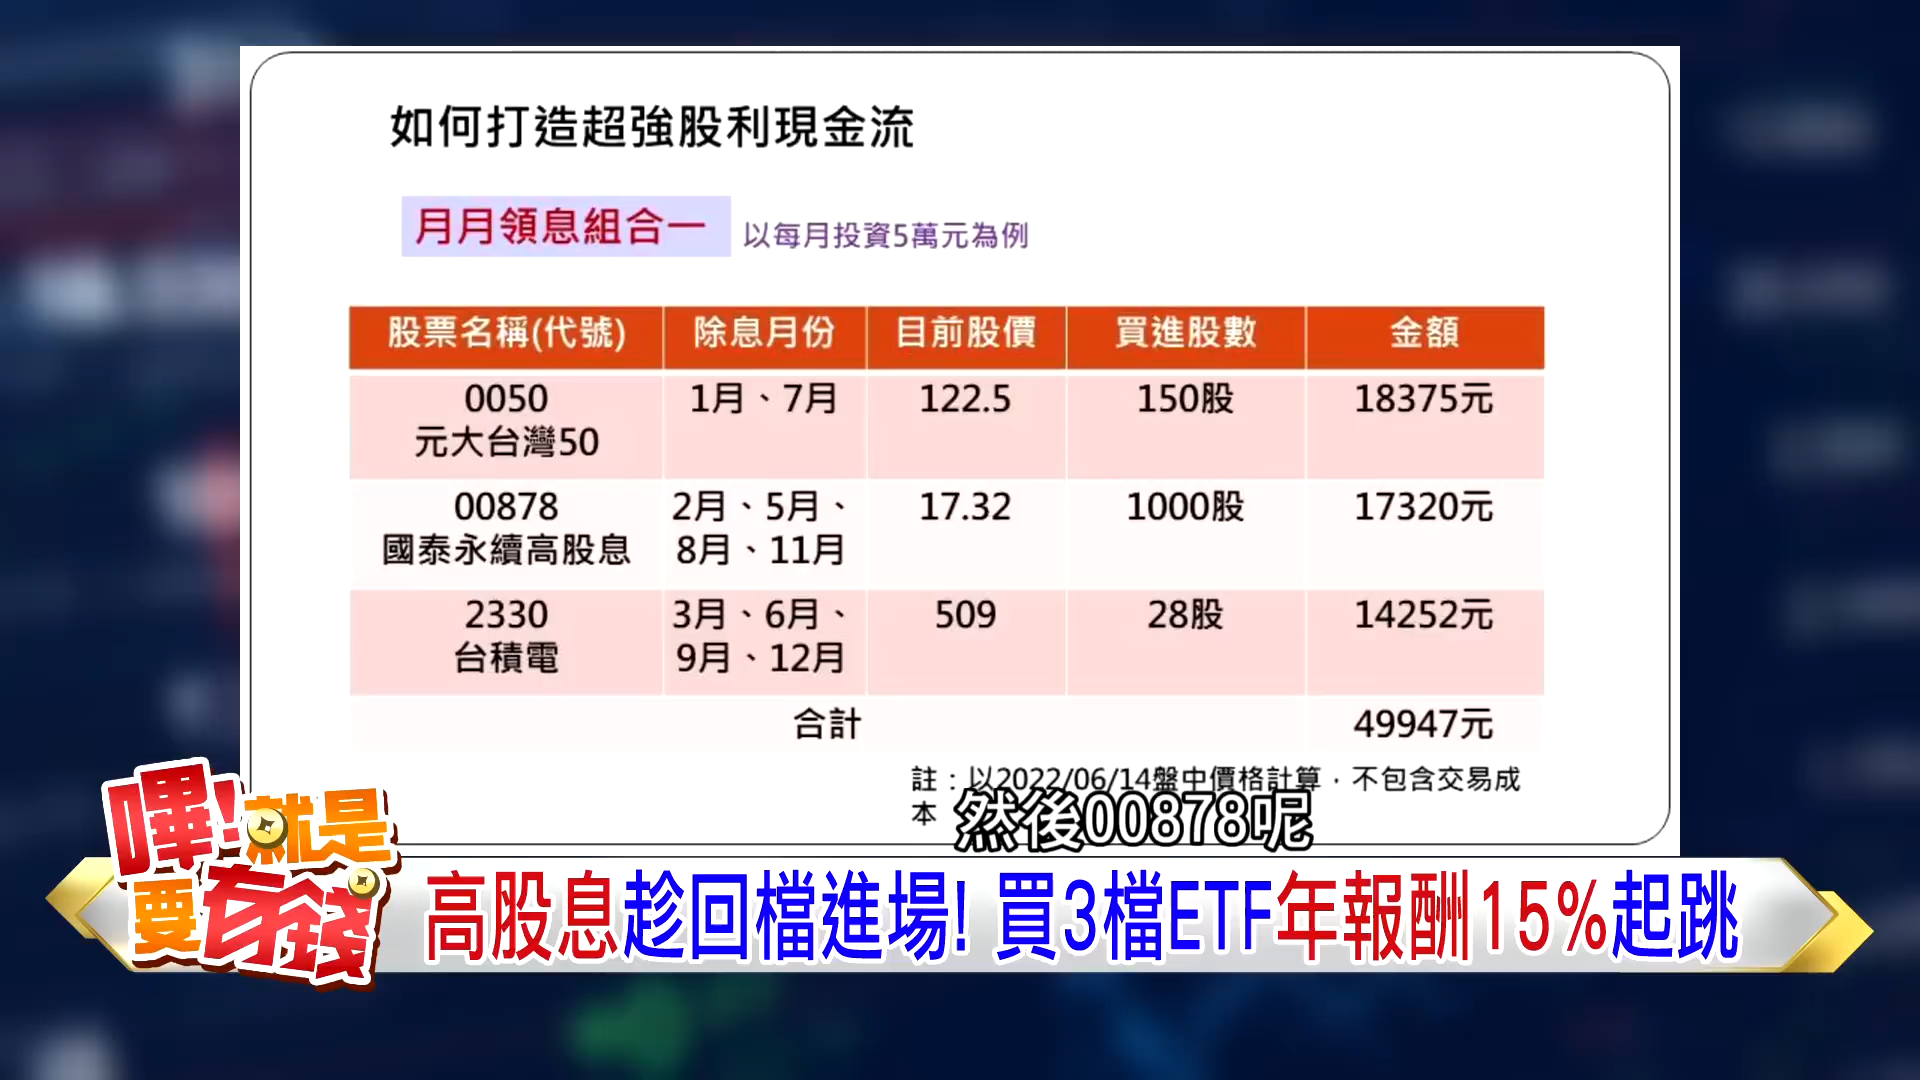 如何打造超強股利現金流
月月領息組合一 以每月投資5萬元為例
股票名稱(代號) 除息月份 目前股價 買進股數 金額
0050 1月、7月 122.5 150股 18375元
元大台灣50
00878 2月、5月、 17.32 1000股 17320元
國泰永續高股息 8月、11月
2330 3月、6月、 509 28股 14252元
台積電 9月、12月
合計 49947元
註:以2022/06/14盤中價格計算,不包含交易成
本
然後00878呢
嗶!就是
要有錢
高股息趁回檔進場!買3檔ETF年報酬15%起跳